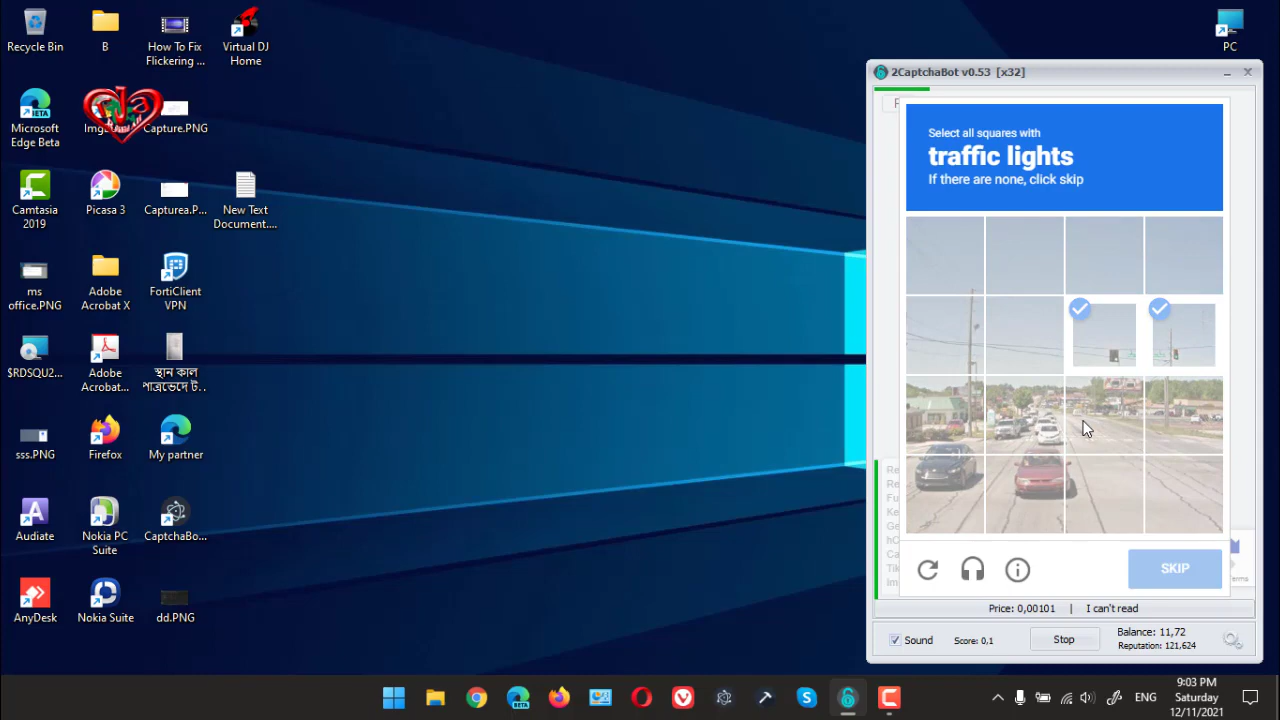 Recycle Bin
B
How To Fix
Flickering ...
Virtual DJ
Home
PC
Microsoft
Edge Beta
Capture.PNG
Camtasia
2019
Picasa 3
Capturea.P...
New Text
Document....
ms
office.PNG
Adobe
Acrobat X
FortiClient
VPN
$RDSQU2...
Adobe
Acrobat...
স্থান কাল
পাত্রভেদে ট..
sss.PNG
Firefox
My partner
Audiate
Nokia PC
Suite
CaptchaBo...
AnyDesk
Nokia Suite
dd.PNG
2CaptchaBot v0.53 [x32]
Select all squares with
traffic lights
If there are none, click skip
SKIP
Price: 0,00101 | I can't read
Sound
Score: 0,1
Stop
Balance: 11,72
Reputation: 121,624
ENG
9:03 PM
Saturday
12/11/2021